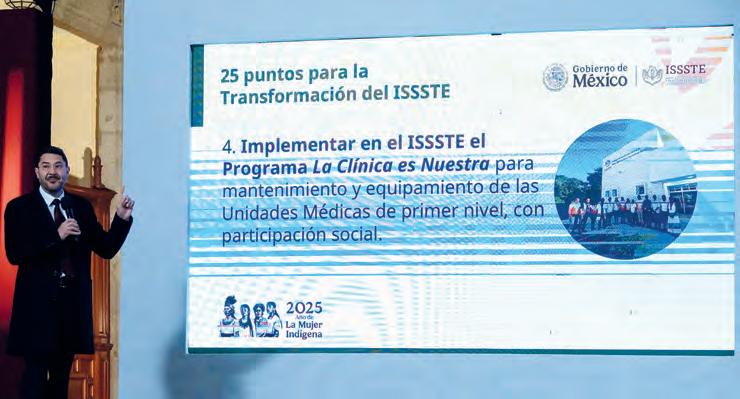 25 puntos para la
Transformación del ISSSTE
Gobierno de
México
ISSSTE
4. Implementar en el ISSSTE el
Programa La Clínica es Nuestra para
mantenimiento y equipamiento de las
Unidades Médicas de primer nivel, con
participación social.
2025
Año de
La Mujer
Indígena